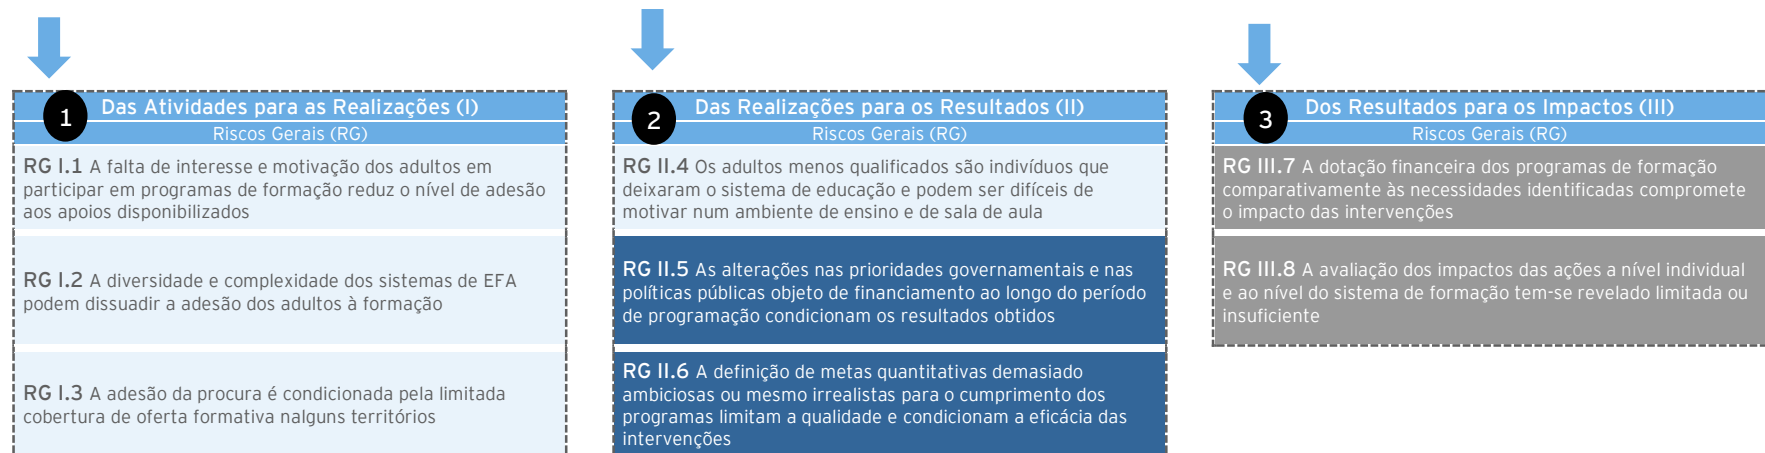 1
Das Atividades para as Realizações (I)
Riscos Gerais (RG)
RG I.1 A falta de interesse e motivação dos adultos em
participar em programas de formação reduz o nível de adesão
aos apoios disponibilizados
RG I.2 A diversidade e complexidade dos sistemas de EFA
podem dissuadir a adesão dos adultos à formação
RG I.3 A adesão da procura é condicionada pela limitada
cobertura de oferta formativa nalguns territórios
2
Das Realizações para os Resultados (II)
Riscos Gerais (RG)
RG II.4 Os adultos menos qualificados são indivíduos que
deixaram o sistema de educação e podem ser difíceis de
motivar num ambiente de ensino e de sala de aula
RG II.5 As alterações nas prioridades governamentais e nas
políticas públicas objeto de financiamento ao longo do período
de programação condicionam os resultados obtidos
RG II.6 A definição de metas quantitativas demasiado
ambiciosas ou mesmo irrealistas para o cumprimento dos
programas limitam a qualidade e condicionam a eficácia das
intervenções
3
Dos Resultados para os Impactos (III)
Riscos Gerais (RG)
RG III.7 A dotação financeira dos programas de formação
comparativamente às necessidades identificadas compromete
o impacto das intervenções
RG III.8 A avaliação dos impactos das ações a nível individual
e ao nível do sistema de formação tem-se revelado limitada ou
insuficiente